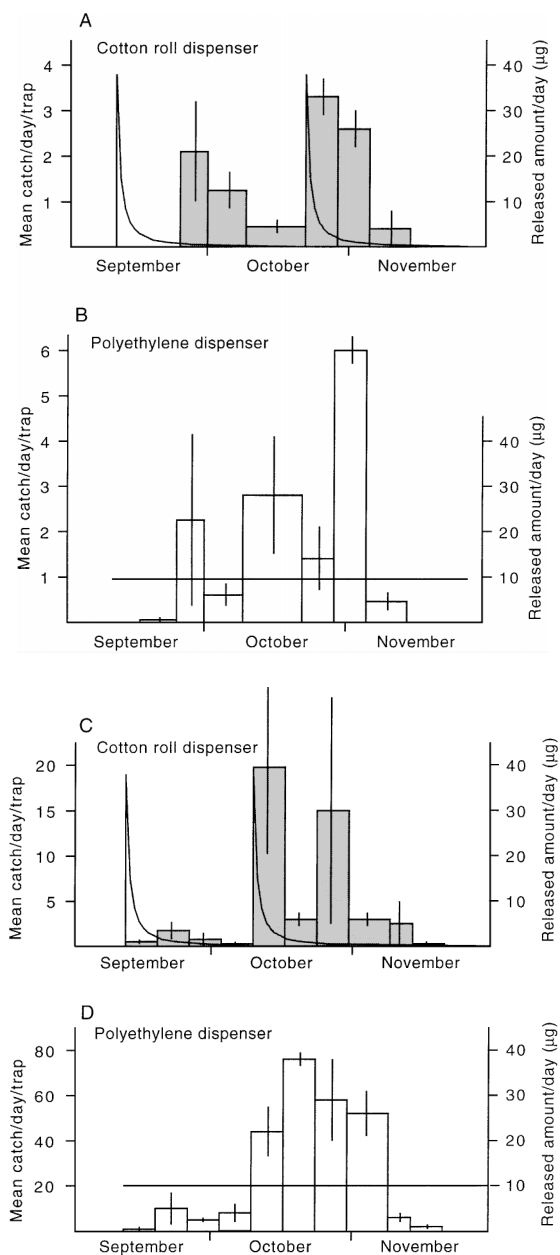 A
Cotton roll dispenser
Mean catch/day/trap
4
3
2
1
Released amount/day (µg)
40
30
20
10
September October November
B
Polyethylene dispenser
Mean catch/day/trap
6
5
4
3
2
1
Released amount/day (µg)
40
30
20
10
September October November
C
Cotton roll dispenser
Mean catch/day/trap
20
15
10
5
Released amount/day (µg)
40
30
20
10
September October November
D
Polyethylene dispenser
Mean catch/day/trap
80
60
40
20
Released amount/day (µg)
40
30
20
10
September October November